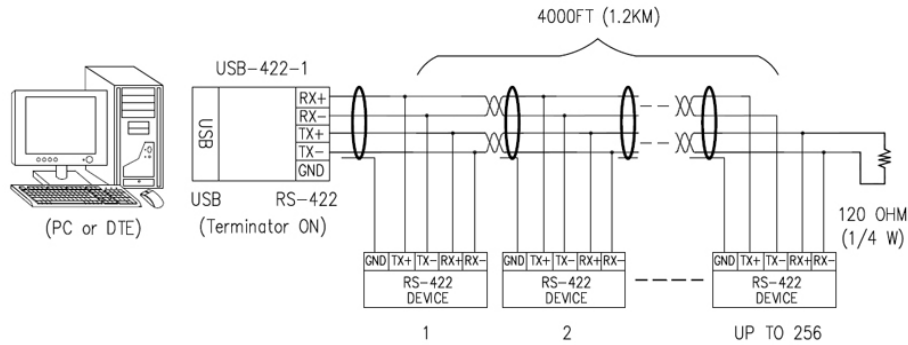 4000FT (1.2KM)
USB-422-1
RX+
RX-
TX+
TX-
GND
USB
USB
RS-422
(Terminator ON)
(PC or DTE)
120 OHM
(1/4 W)
GND TX+ TX- RX+ RX-
RS-422
DEVICE
1
GND TX+ TX- RX+ RX-
RS-422
DEVICE
2
GND TX+ TX- RX+ RX-
RS-422
DEVICE
UP TO 256